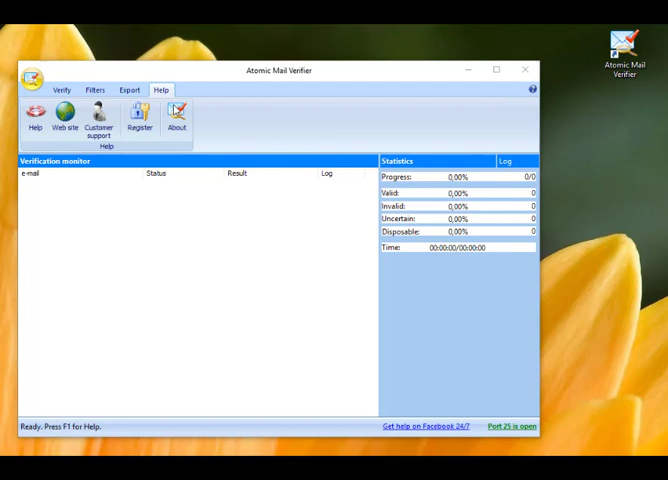 Atomic Mail Verifier
Atomic Mail
Verifier
Verify Filters Export Help
Help Web site Customer support Register About
Help
Verification monitor
e-mail Status Result Log
Statistics Log
Progress: 0,00% 0/0
Valid: 0,00% 0
Invalid: 0,00% 0
Uncertain: 0,00% 0
Disposable: 0,00% 0
Time: 00:00:00/00:00:00
Ready. Press F1 for Help.
Get help on Facebook 24/7 Port 25 is open